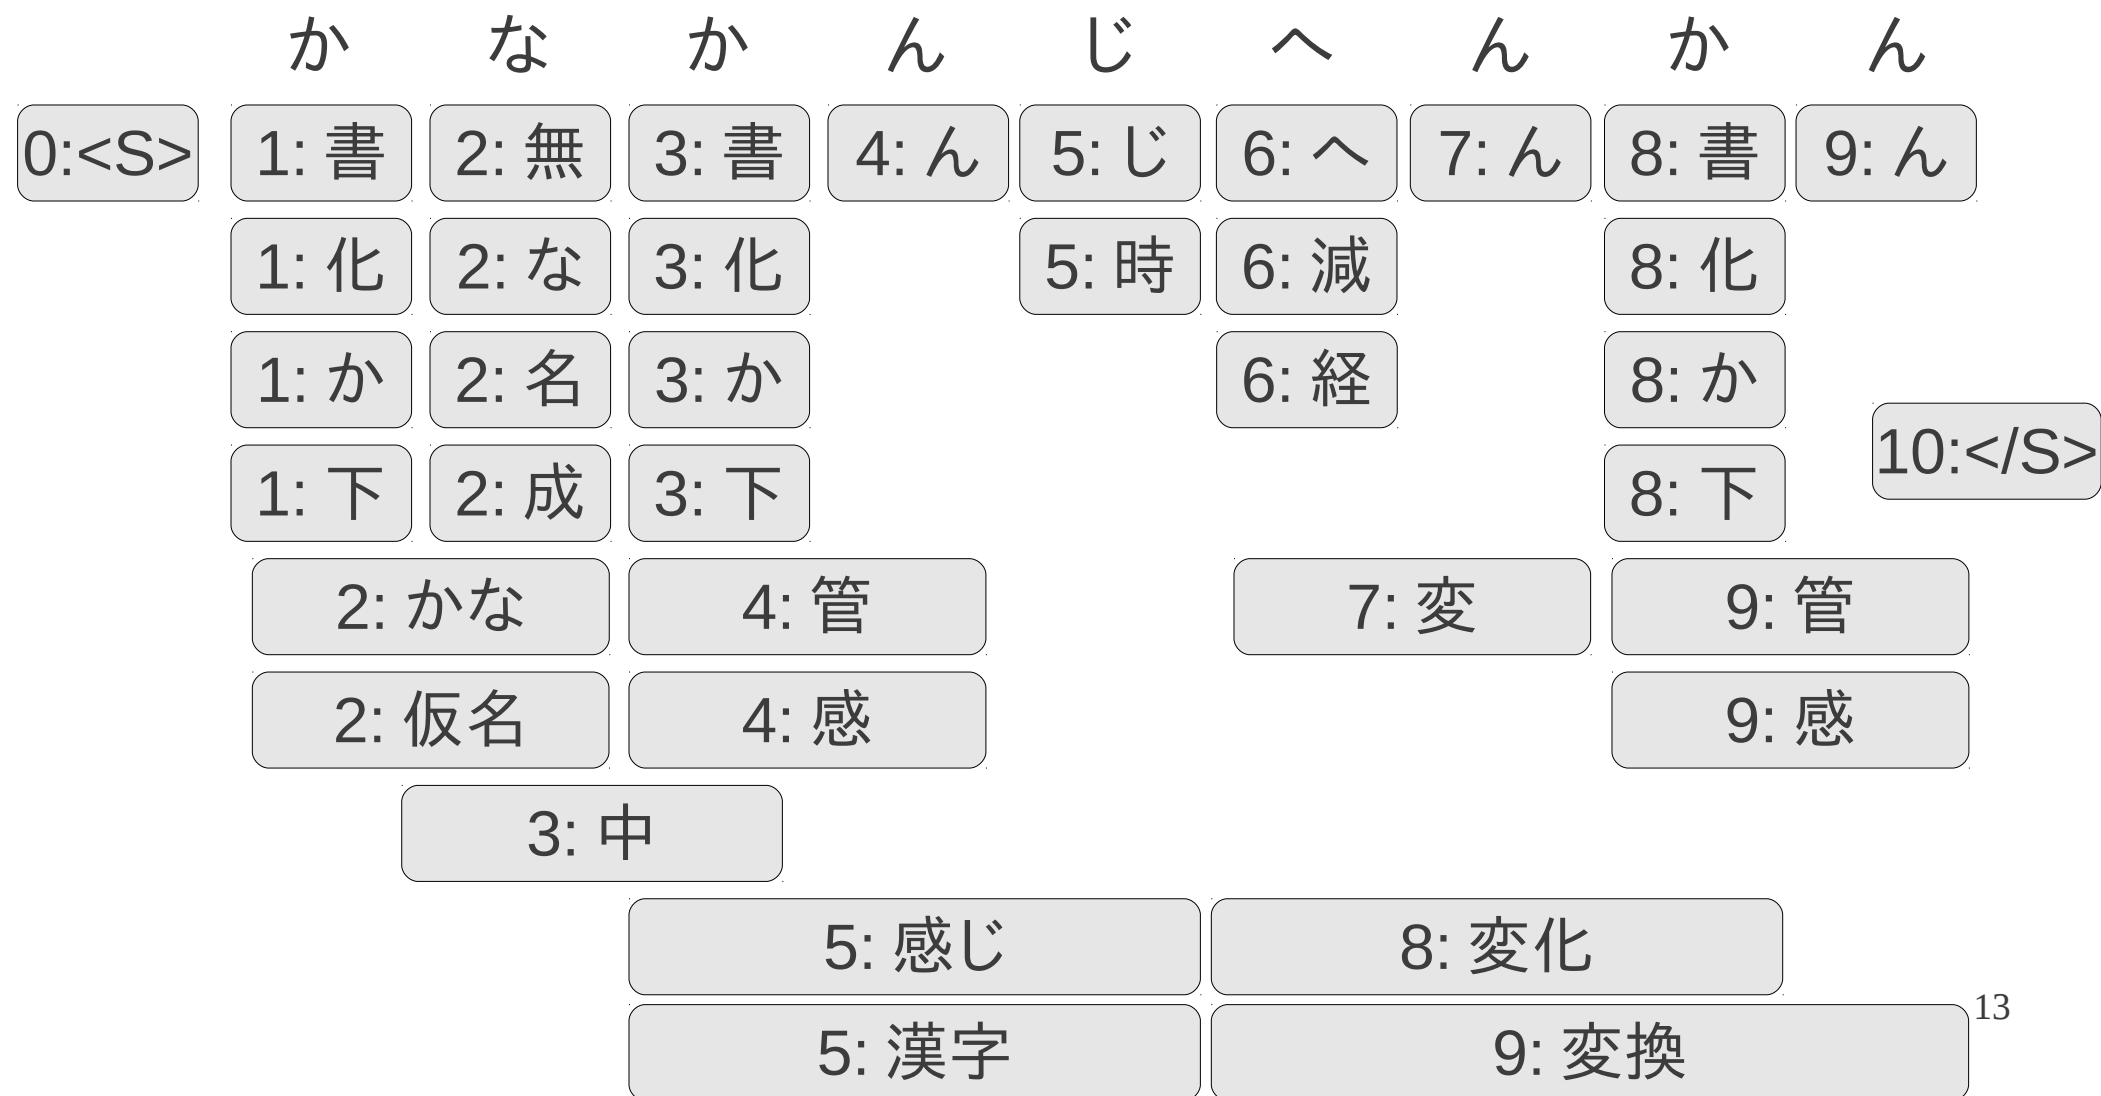 か な か ん じ へ ん か ん
0:<S> 1: 書 2: 無 3: 書 4: ん 5: じ 6: へ 7: ん 8: 書 9: ん
1: 化 2: な 3: 化 5: 時 6: 減 8: 化
1: か 2: 名 3: か 6: 経 8: か
10:</S>
1: 下 2: 成 3: 下 8: 下
2: かな 4: 管 7: 変 9: 管
2: 仮名 4: 感 9: 感
3: 中
5: 感じ 8: 変化
13
5: 漢字 9: 変換